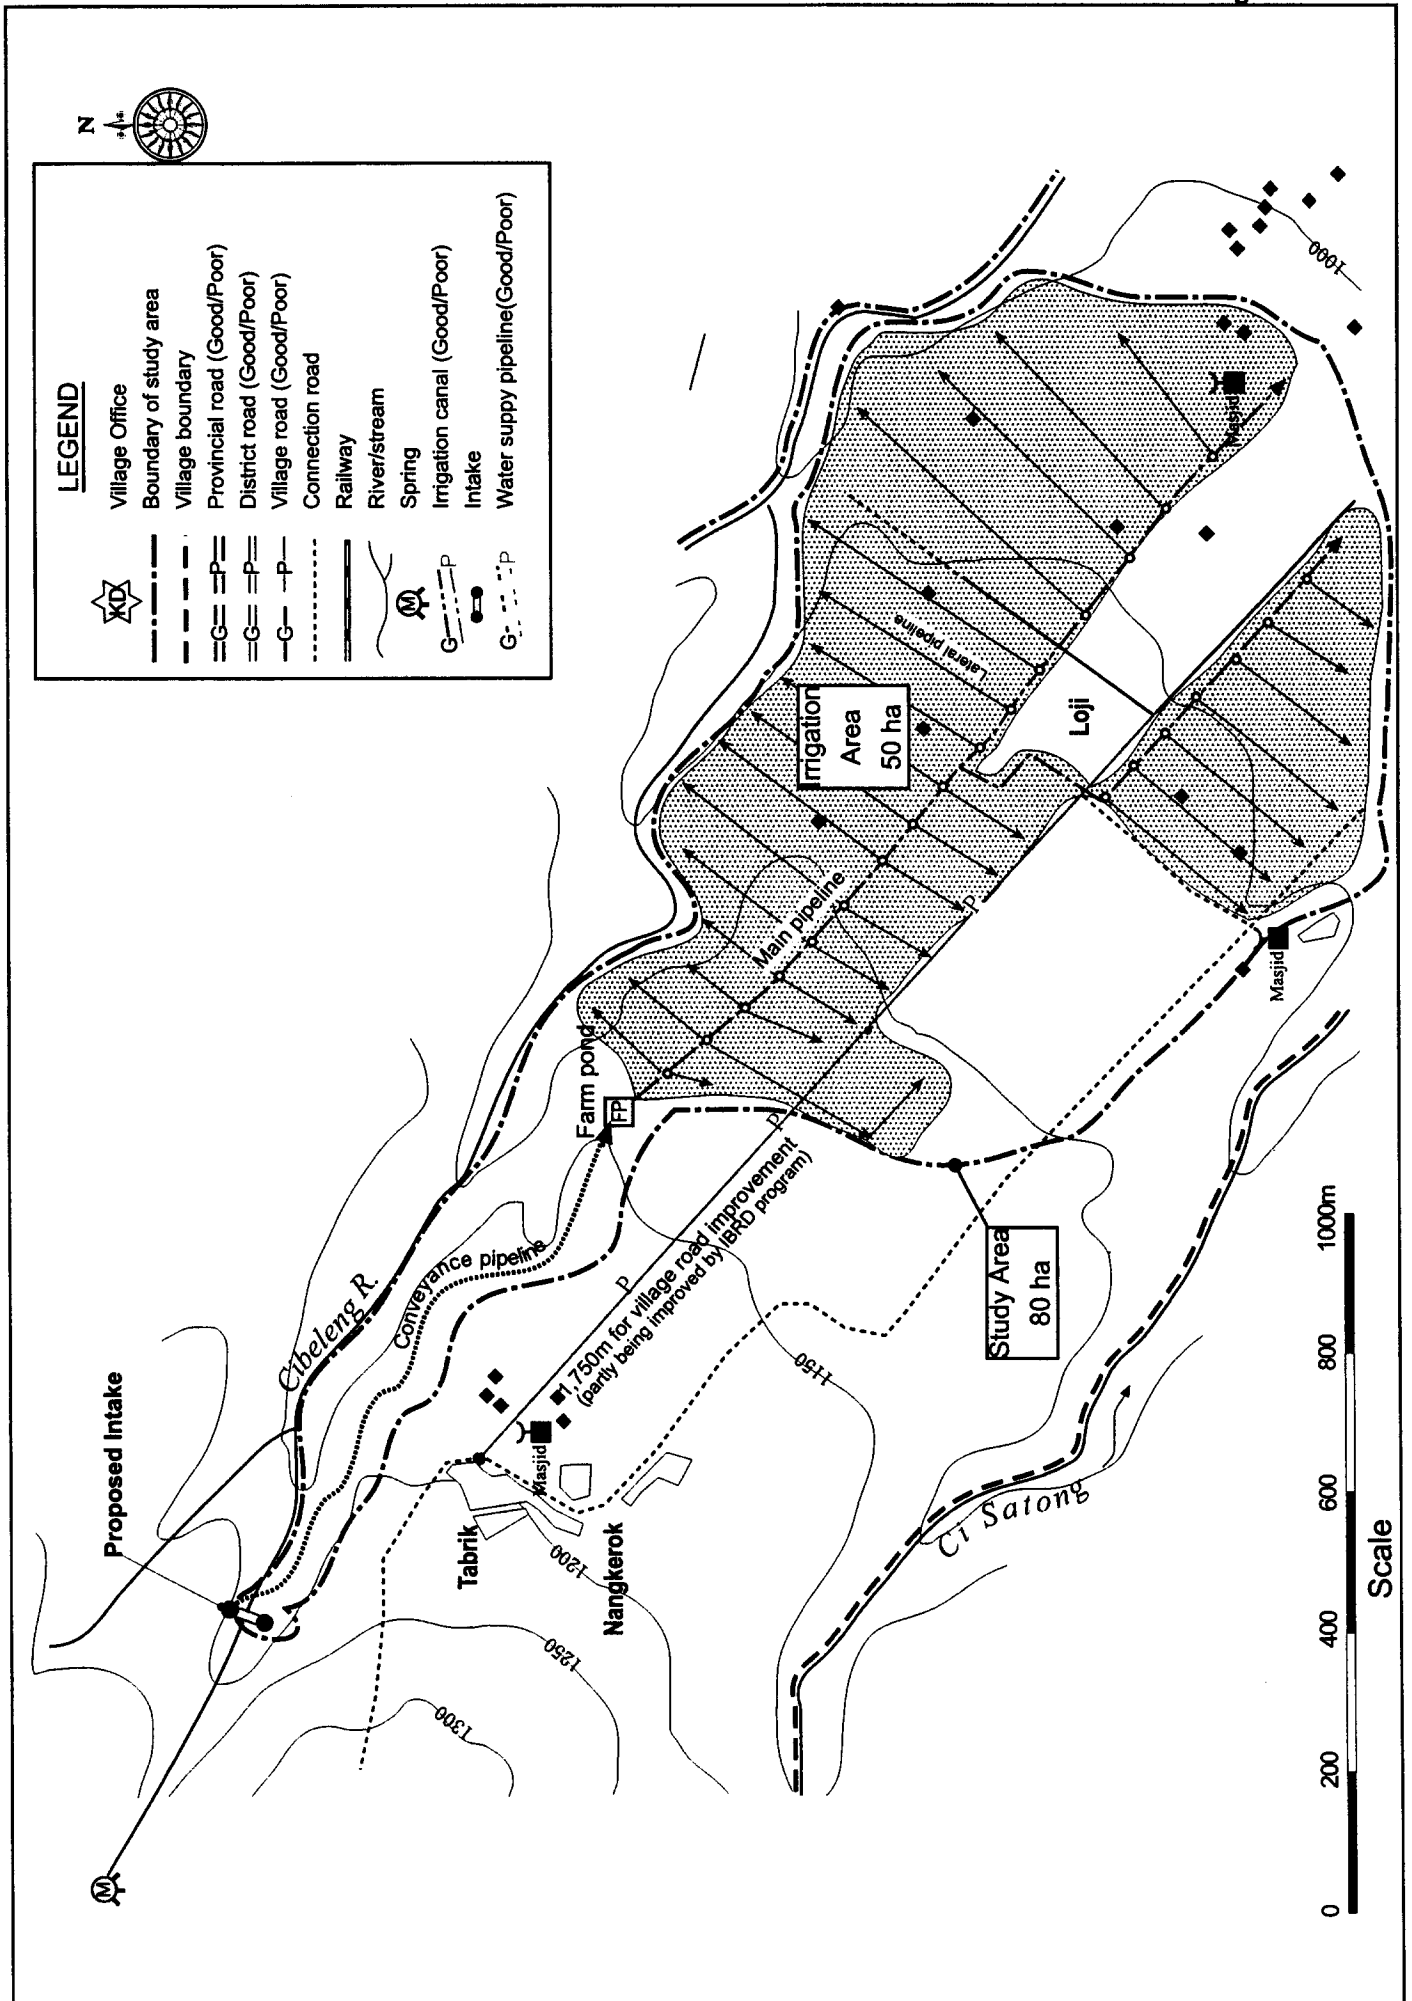 N
LEGEND
KD
Village Office
Boundary of study area
Village boundary
=G= =P= Provincial road (Good/Poor)
=G= =P= District road (Good/Poor)
-G- -P- Village road (Good/Poor)
Connection road
Railway
River/stream
M
Spring
G P
Irrigation canal (Good/Poor)
Intake
G P
Water suppy pipeline(Good/Poor)
M
Proposed Intake
Cibeleng R.
Conveyance pipeline
Farm pond
FP
Tabrik
Masjid
Nangkerok
1300
1250
1200
1150
1,750m for village road improvement
(partly being improved by IBRD program)
P
P
P
Main pipeline
Lateral pipeline
Irrigation
Area
50 ha
Loji
Masjid
1000
Study Area
80 ha
Masjid
Ci Satong
0
200
400
600
800
1000m
Scale